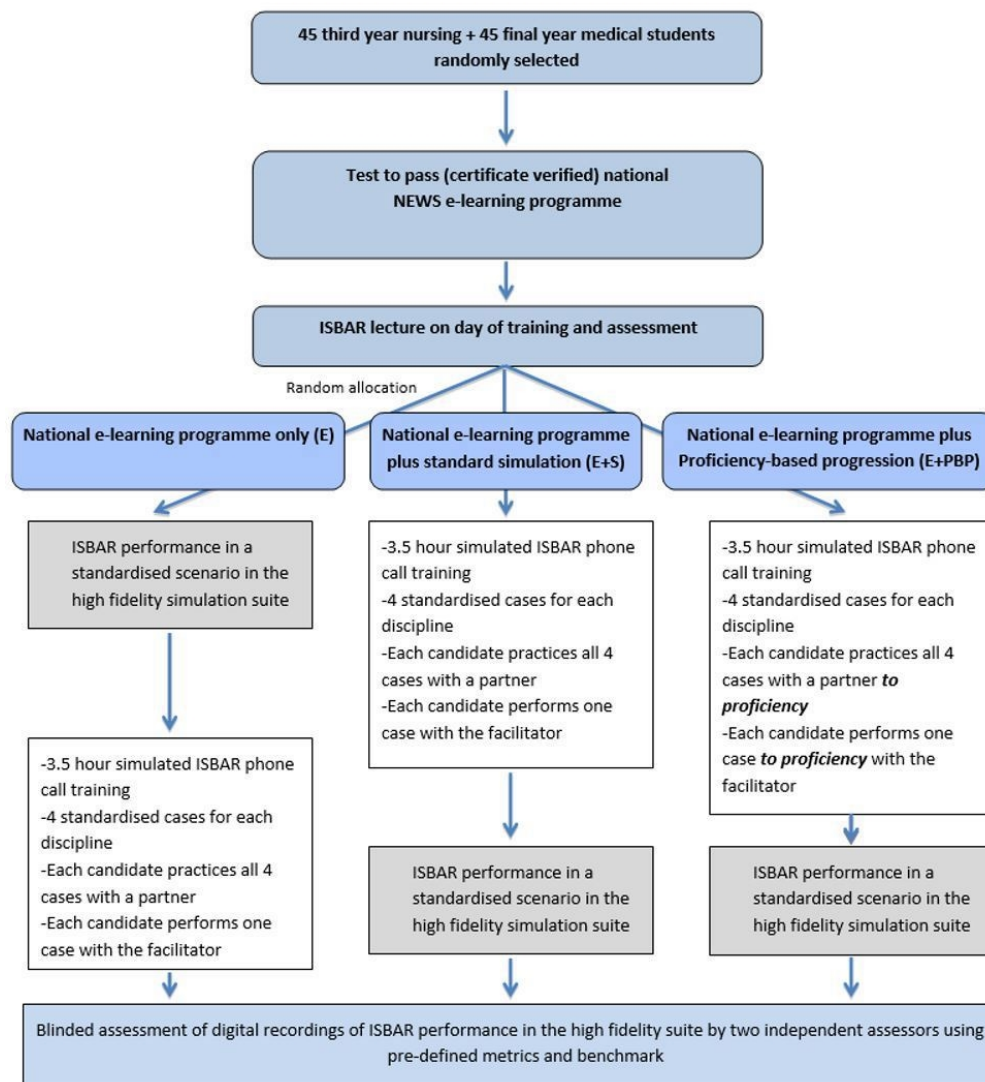 45 third year nursing + 45 final year medical students
randomly selected
Test to pass (certificate verified) national
NEWS e-learning programme
ISBAR lecture on day of training and assessment
Random allocation
National e-learning programme only (E)
National e-learning programme
plus standard simulation (E+S)
National e-learning programme plus
Proficiency-based progression (E+PBP)
ISBAR performance in a
standardised scenario in the
high fidelity simulation suite
-3.5 hour simulated ISBAR phone
call training
-4 standardised cases for each
discipline
-Each candidate practices all 4
cases with a partner
-Each candidate performs one
case with the facilitator
-3.5 hour simulated ISBAR phone
call training
-4 standardised cases for each
discipline
-Each candidate practices all 4
cases with a partner
-Each candidate performs one
case with the facilitator
ISBAR performance in a
standardised scenario in the
high fidelity simulation suite
-3.5 hour simulated ISBAR phone
call training
-4 standardised cases for each
discipline
-Each candidate practices all 4
cases with a partner to
proficiency
-Each candidate performs one
case to proficiency with the
facilitator
ISBAR performance in a
standardised scenario in the
high fidelity simulation suite
Blinded assessment of digital recordings of ISBAR performance in the high fidelity suite by two independent assessors using
pre-defined metrics and benchmark